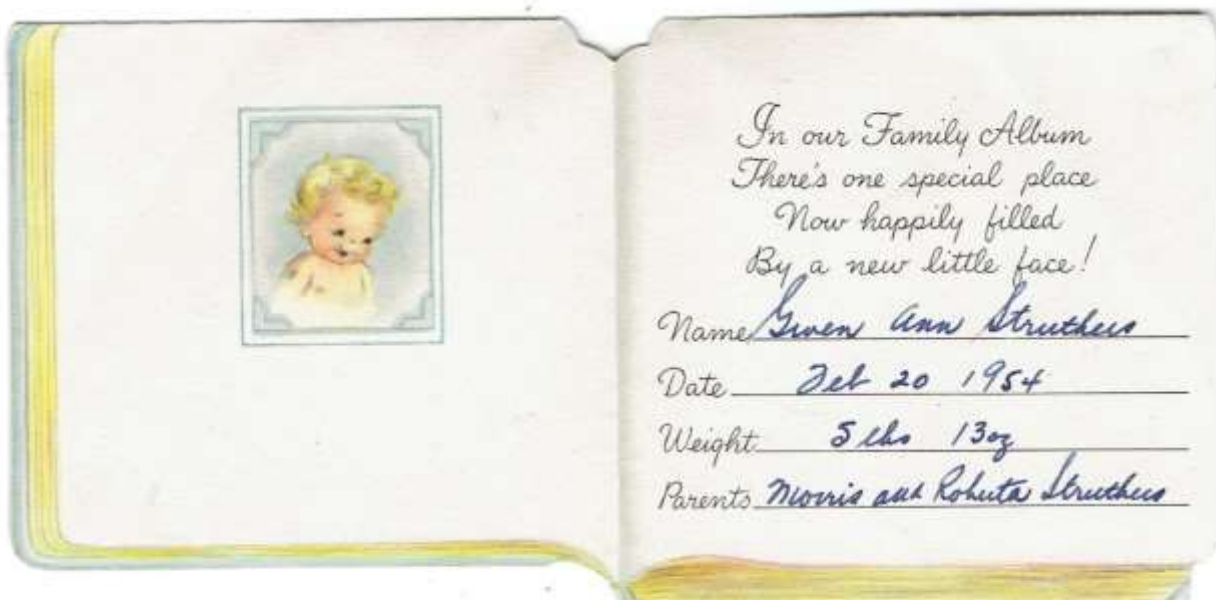 In our Family Album
There's one special place
Now happily filled
By a new little face!
Name Gwen Ann Struthers
Date Feb 20 1954
Weight 5 lbs 13oz
Parents Morris and Roberta Struthers